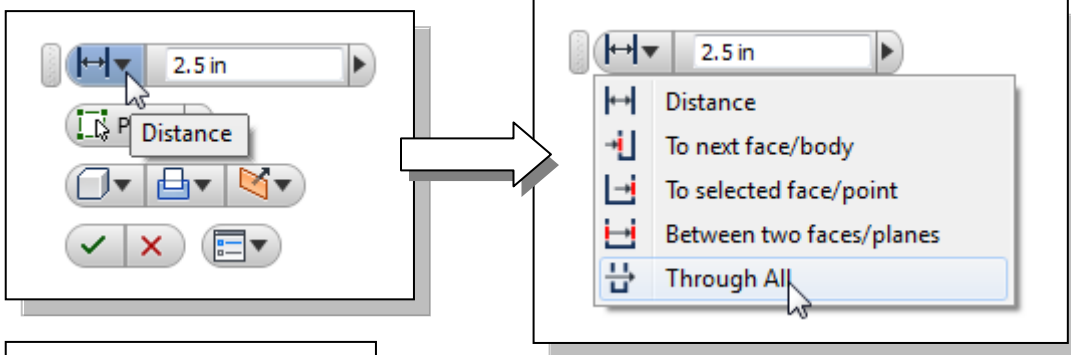 2.5 in
P
Distance
2.5 in
Distance
To next face/body
To selected face/point
Between two faces/planes
Through All